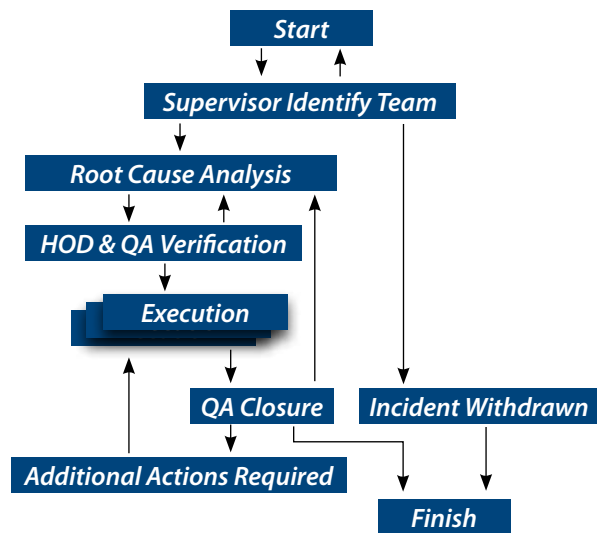 Start
Supervisor Identify Team
Root Cause Analysis
HOD & QA Verification
Execution
QA Closure
Incident Withdrawn
Additional Actions Required
Finish